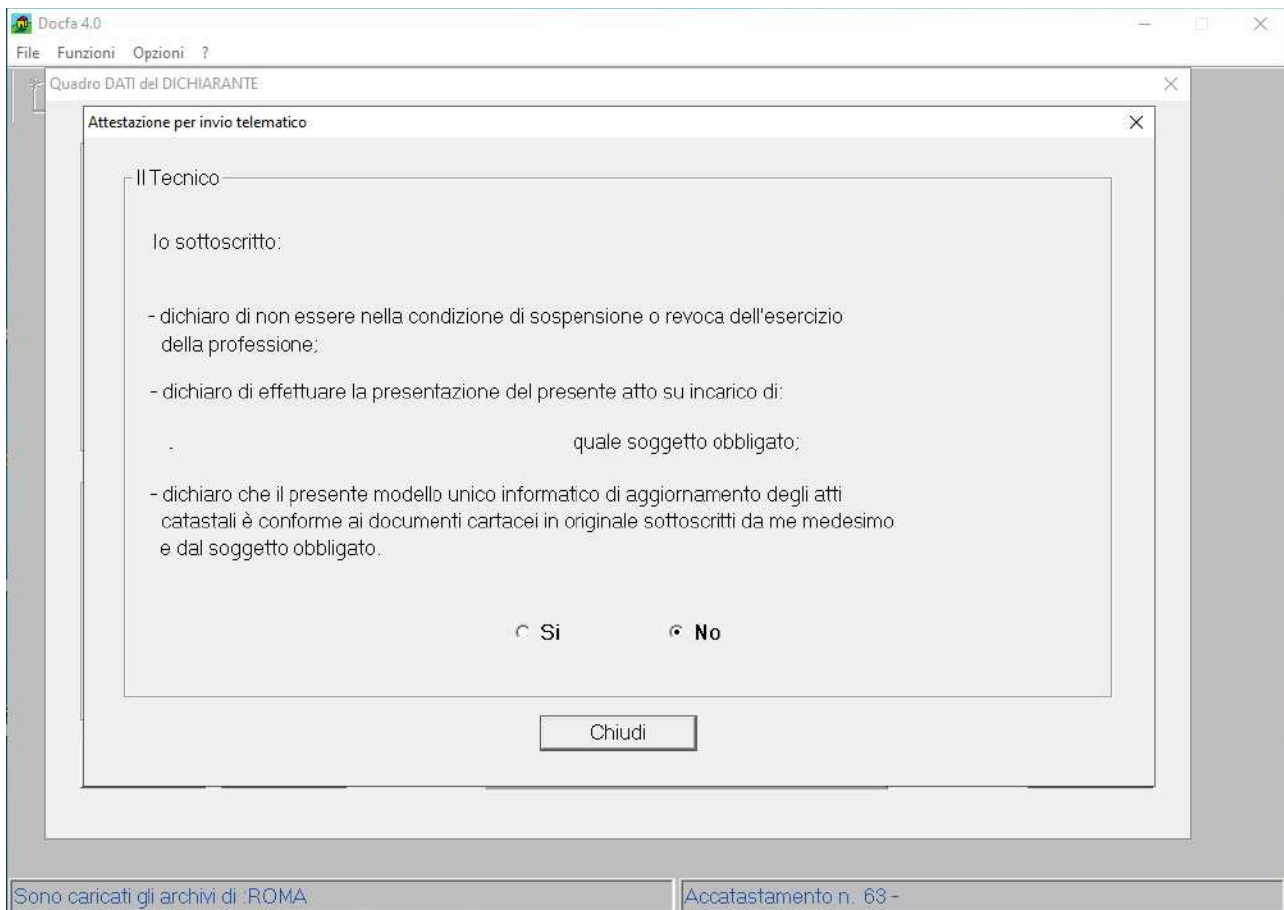 Docfa 4.0
File Funzioni Opzioni ?
Quadro DATI del DICHIARANTE
Attestazione per invio telematico
Il Tecnico
Io sottoscritto:
- dichiaro di non essere nella condizione di sospensione o revoca dell'esercizio
della professione;
- dichiaro di effettuare la presentazione del presente atto su incarico di:
. quale soggetto obbligato;
- dichiaro che il presente modello unico informatico di aggiornamento degli atti
catastali è conforme ai documenti cartacei in originale sottoscritti da me medesimo
e dal soggetto obbligato.
Si No
Chiudi
Sono caricati gli archivi di :ROMA Accatastamento n. 63 -